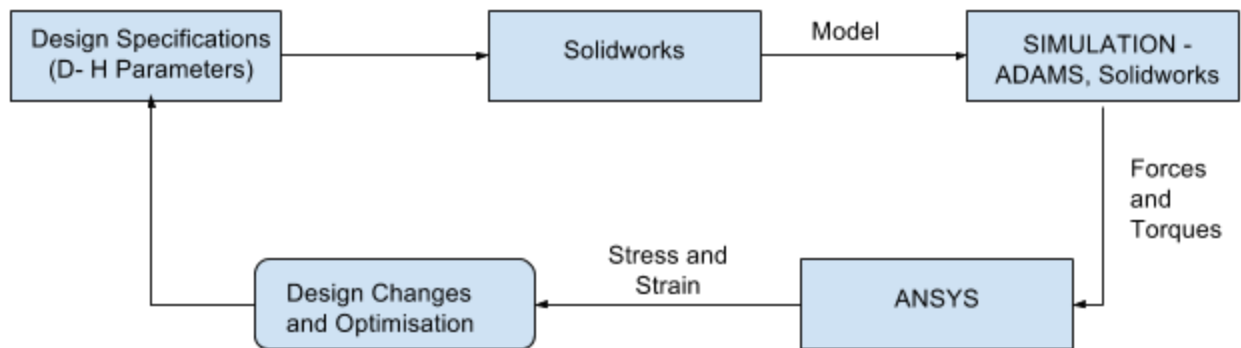 Design Specifications
(D- H Parameters)
Solidworks
Model
SIMULATION -
ADAMS, Solidworks
Forces
and
Torques
ANSYS
Stress and
Strain
Design Changes
and Optimisation